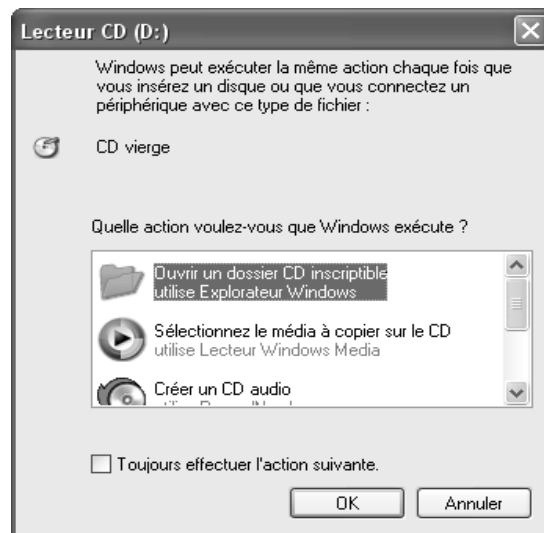 Lecteur CD (D:)
Windows peut exécuter la même action chaque fois que
vous insérez un disque ou que vous connectez un
périphérique avec ce type de fichier :
CD vierge
Quelle action voulez-vous que Windows exécute ?
Ouvrir un dossier CD inscriptible
utilise Explorateur Windows
Sélectionnez le média à copier sur le CD
utilise Lecteur Windows Media
Créer un CD audio
Toujours effectuer l'action suivante.
OK
Annuler